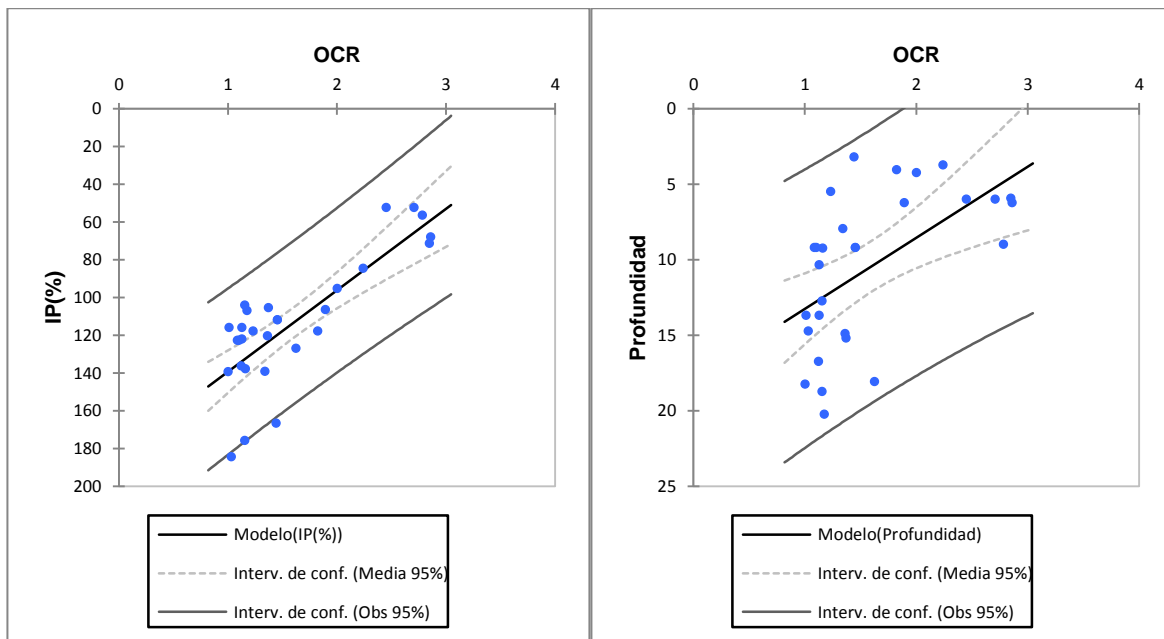 OCR
0 1 2 3 4
0
20
40
60
80
100
120
140
160
180
200
IP(%)
Modelo(IP(%))
Interv. de conf. (Media 95%)
Interv. de conf. (Obs 95%)
OCR
0 1 2 3 4
0
5
10
15
20
25
Profundidad
Modelo(Profundidad)
Interv. de conf. (Media 95%)
Interv. de conf. (Obs 95%)